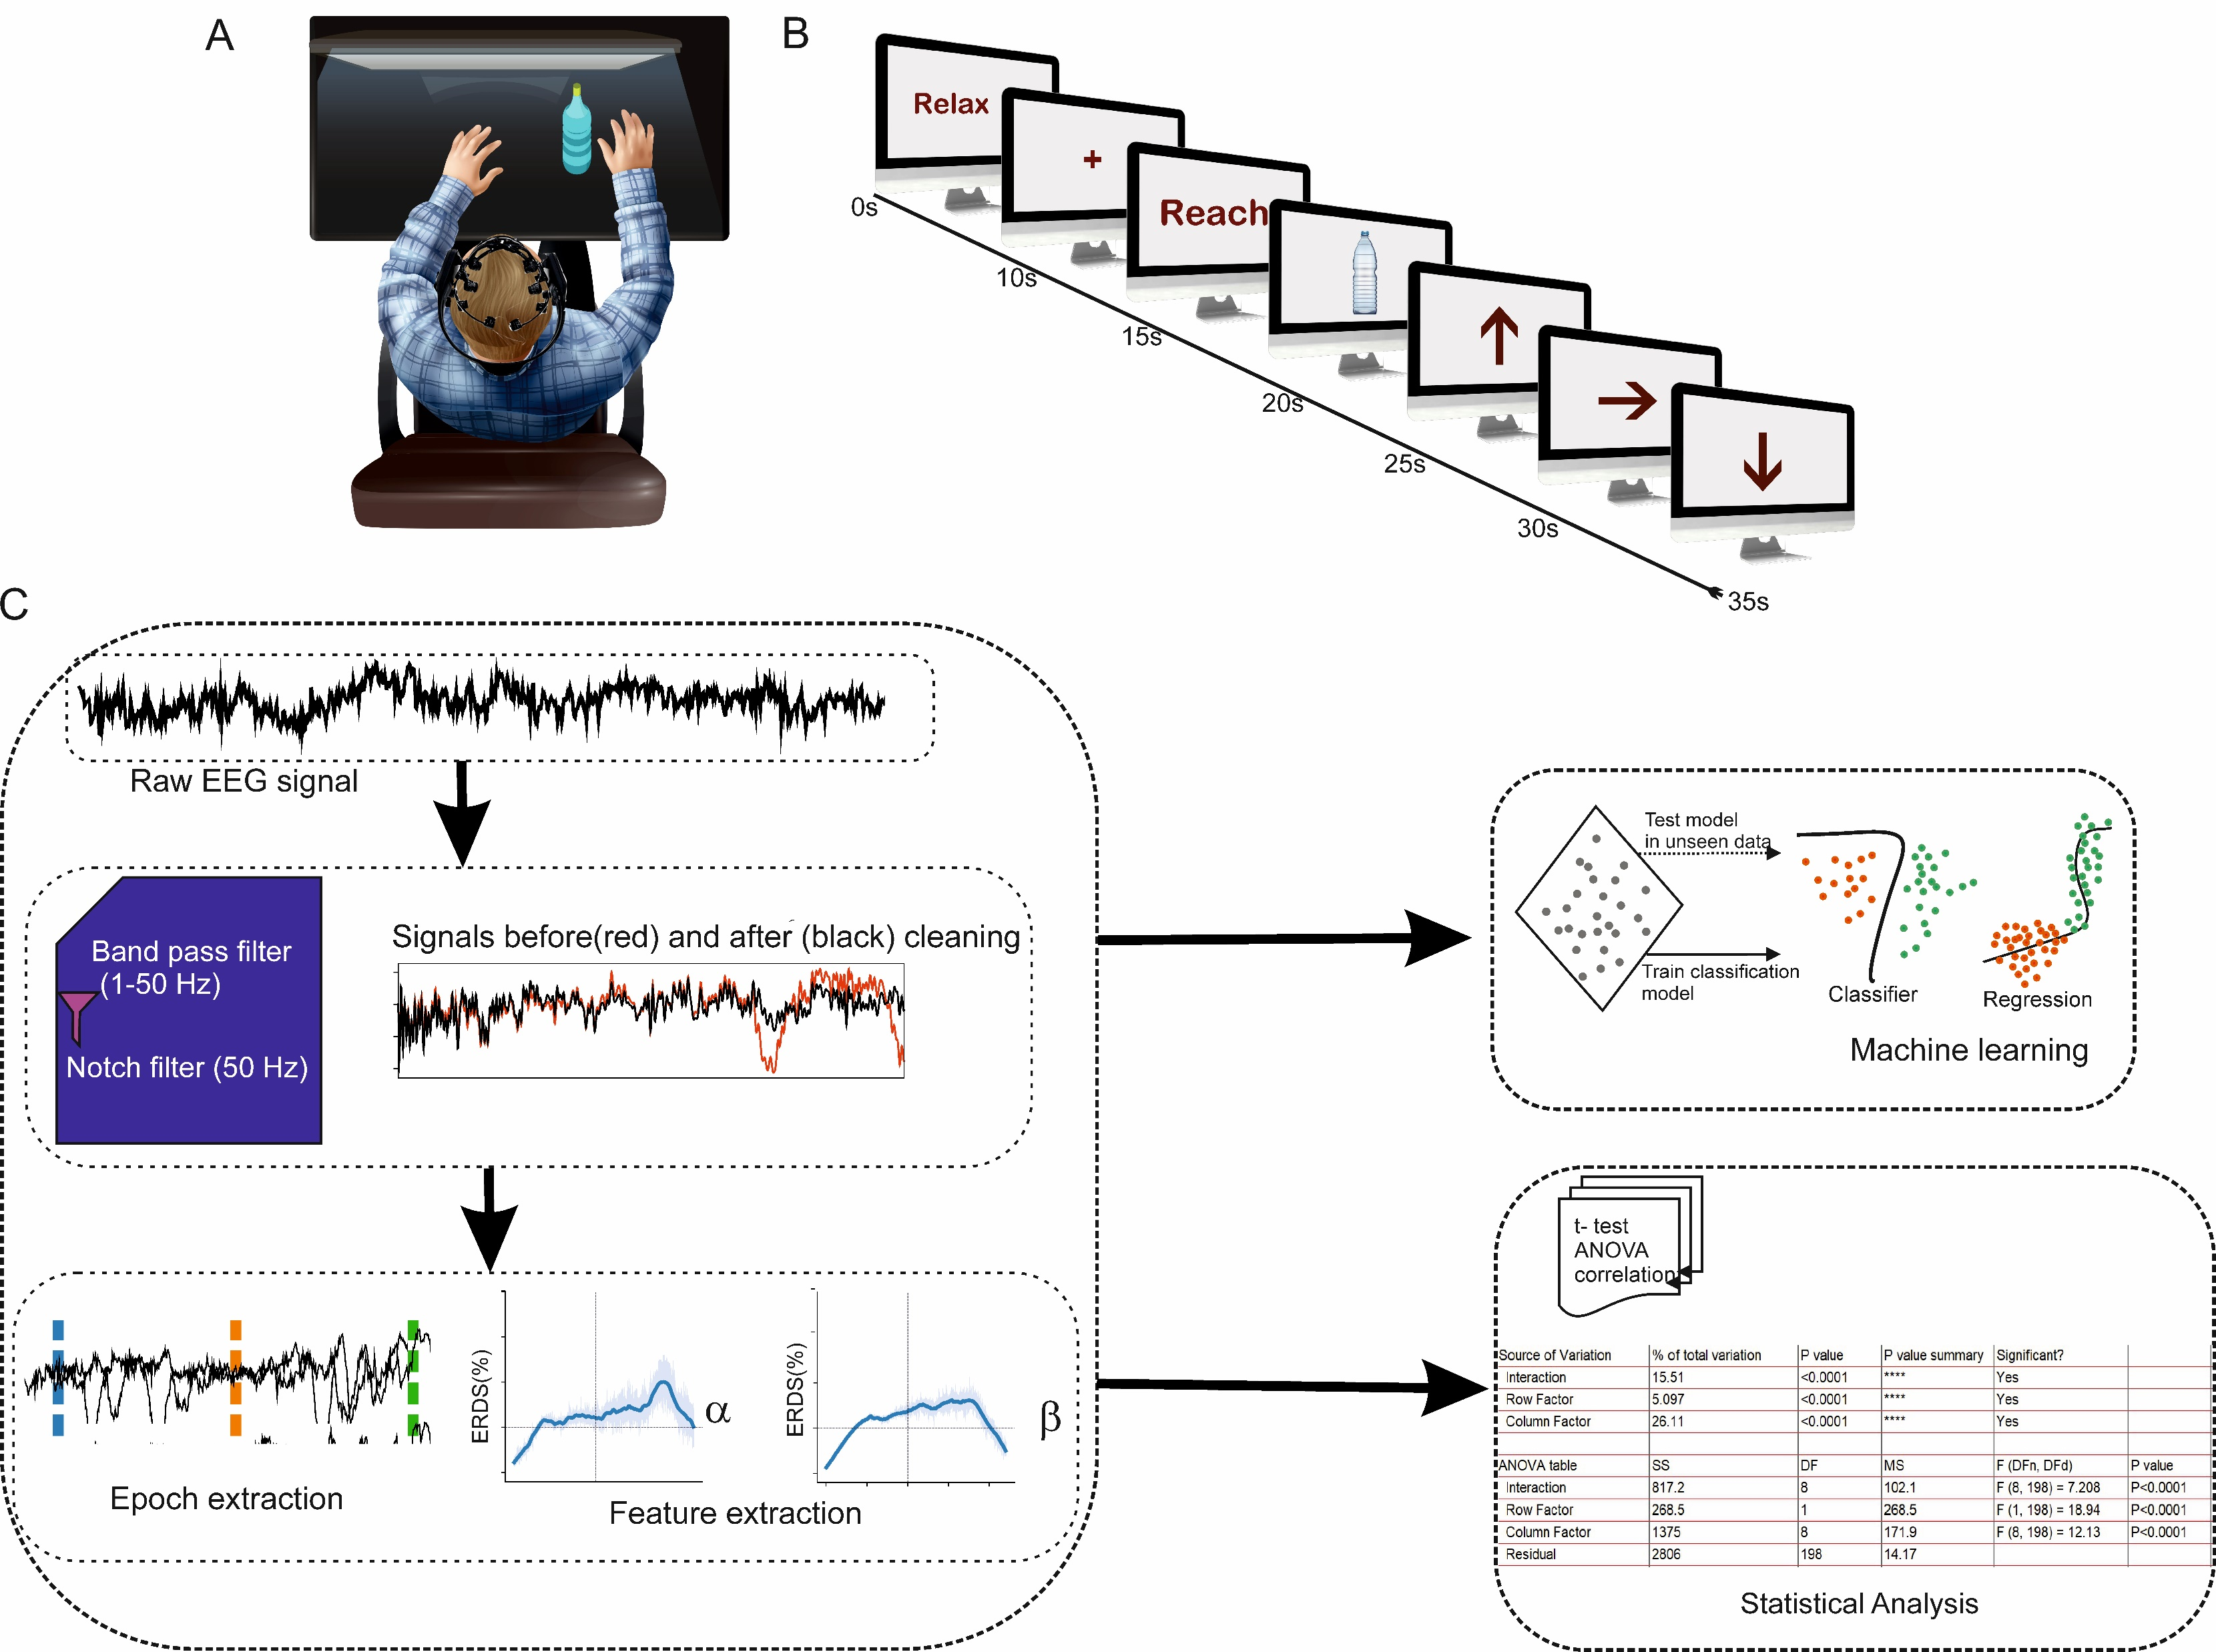 A
B
Relax
+
Reach
0s
10s
15s
20s
25s
30s
35s
C
Raw EEG signal
Band pass filter
(1-50 Hz)
Notch filter (50 Hz)
Signals before(red) and after (black) cleaning
Epoch extraction
ERDS(%)
α
ERDS(%)
β
Feature extraction
Test model
in unseen data
Train classification
model
Classifier
Regression
Machine learning
t- test
ANOVA
correlation
Source of Variation % of total variation P value P value summary Significant?
Interaction 15.51 <0.0001 **** Yes
Row Factor 5.097 <0.0001 **** Yes
Column Factor 26.11 <0.0001 **** Yes
ANOVA table SS DF MS F (DFn, DFd) P value
Interaction 817.2 8 102.1 F (8, 198) = 7.208 P<0.0001
Row Factor 268.5 1 268.5 F (1, 198) = 18.94 P<0.0001
Column Factor 1375 8 171.9 F (8, 198) = 12.13 P<0.0001
Residual 2806 198 14.17
Statistical Analysis